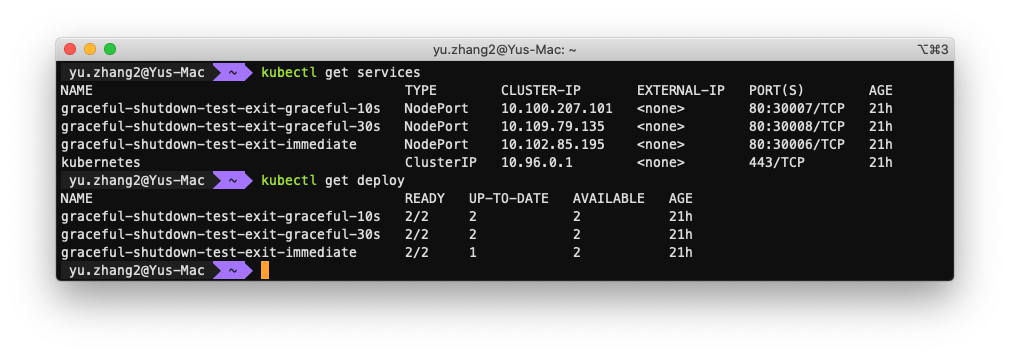 yu.zhang2@Yus-Mac: ~ ⌥⌘3
yu.zhang2@Yus-Mac ~ kubectl get services
NAME TYPE CLUSTER-IP EXTERNAL-IP PORT(S) AGE
graceful-shutdown-test-exit-graceful-10s NodePort 10.100.207.101 <none> 80:30007/TCP 21h
graceful-shutdown-test-exit-graceful-30s NodePort 10.109.79.135 <none> 80:30008/TCP 21h
graceful-shutdown-test-exit-immediate NodePort 10.102.85.195 <none> 80:30006/TCP 21h
kubernetes ClusterIP 10.96.0.1 <none> 443/TCP 21h
yu.zhang2@Yus-Mac ~ kubectl get deploy
NAME READY UP-TO-DATE AVAILABLE AGE
graceful-shutdown-test-exit-graceful-10s 2/2 2 2 21h
graceful-shutdown-test-exit-graceful-30s 2/2 2 2 21h
graceful-shutdown-test-exit-immediate 2/2 1 2 21h
yu.zhang2@Yus-Mac ~